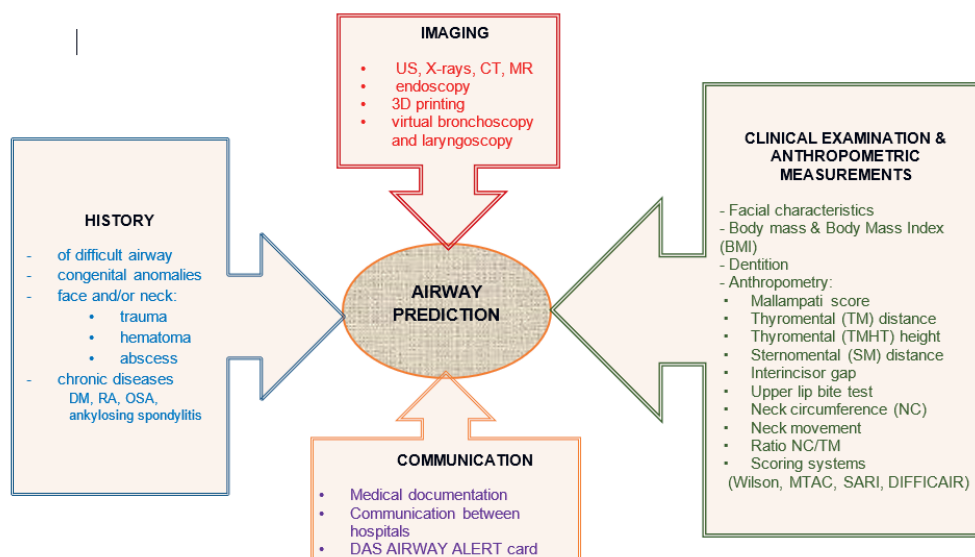 IMAGING
• US, X-rays, CT, MR
• endoscopy
• 3D printing
• virtual bronchoscopy
and laryngoscopy
HISTORY
- of difficult airway
- congenital anomalies
- face and/or neck:
• trauma
• hematoma
• abscess
- chronic diseases
DM, RA, OSA,
ankylosing spondylitis
AIRWAY
PREDICTION
CLINICAL EXAMINATION &
ANTHROPOMETRIC
MEASUREMENTS
- Facial characteristics
- Body mass & Body Mass Index
(BMI)
- Dentition
- Anthropometry:
▪ Mallampati score
▪ Thyromental (TM) distance
▪ Thyromental (TMHT) height
▪ Sternomental (SM) distance
▪ Interincisor gap
▪ Upper lip bite test
▪ Neck circumference (NC)
▪ Neck movement
▪ Ratio NC/TM
▪ Scoring systems
(Wilson, MTAC, SARI, DIFFICAIR)
COMMUNICATION
• Medical documentation
• Communication between
hospitals
• DAS AIRWAY ALERT card